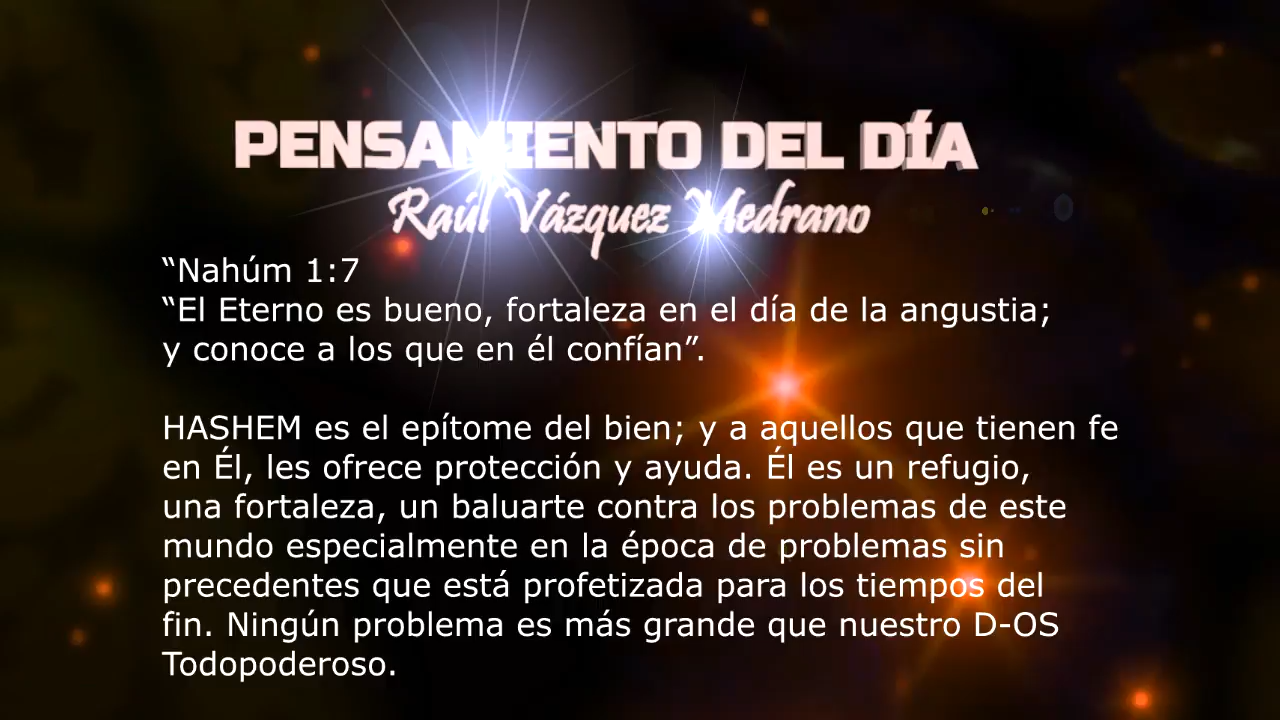 PENSAMIENTO DEL DÍA
Raúl Vázquez Medrano
“Nahúm 1:7
“El Eterno es bueno, fortaleza en el día de la angustia;
y conoce a los que en él confían”.
HASHEM es el epítome del bien; y a aquellos que tienen fe
en Él, les ofrece protección y ayuda. Él es un refugio,
una fortaleza, un baluarte contra los problemas de este
mundo especialmente en la época de problemas sin
precedentes que está profetizada para los tiempos del
fin. Ningún problema es más grande que nuestro D-OS
Todopoderoso.